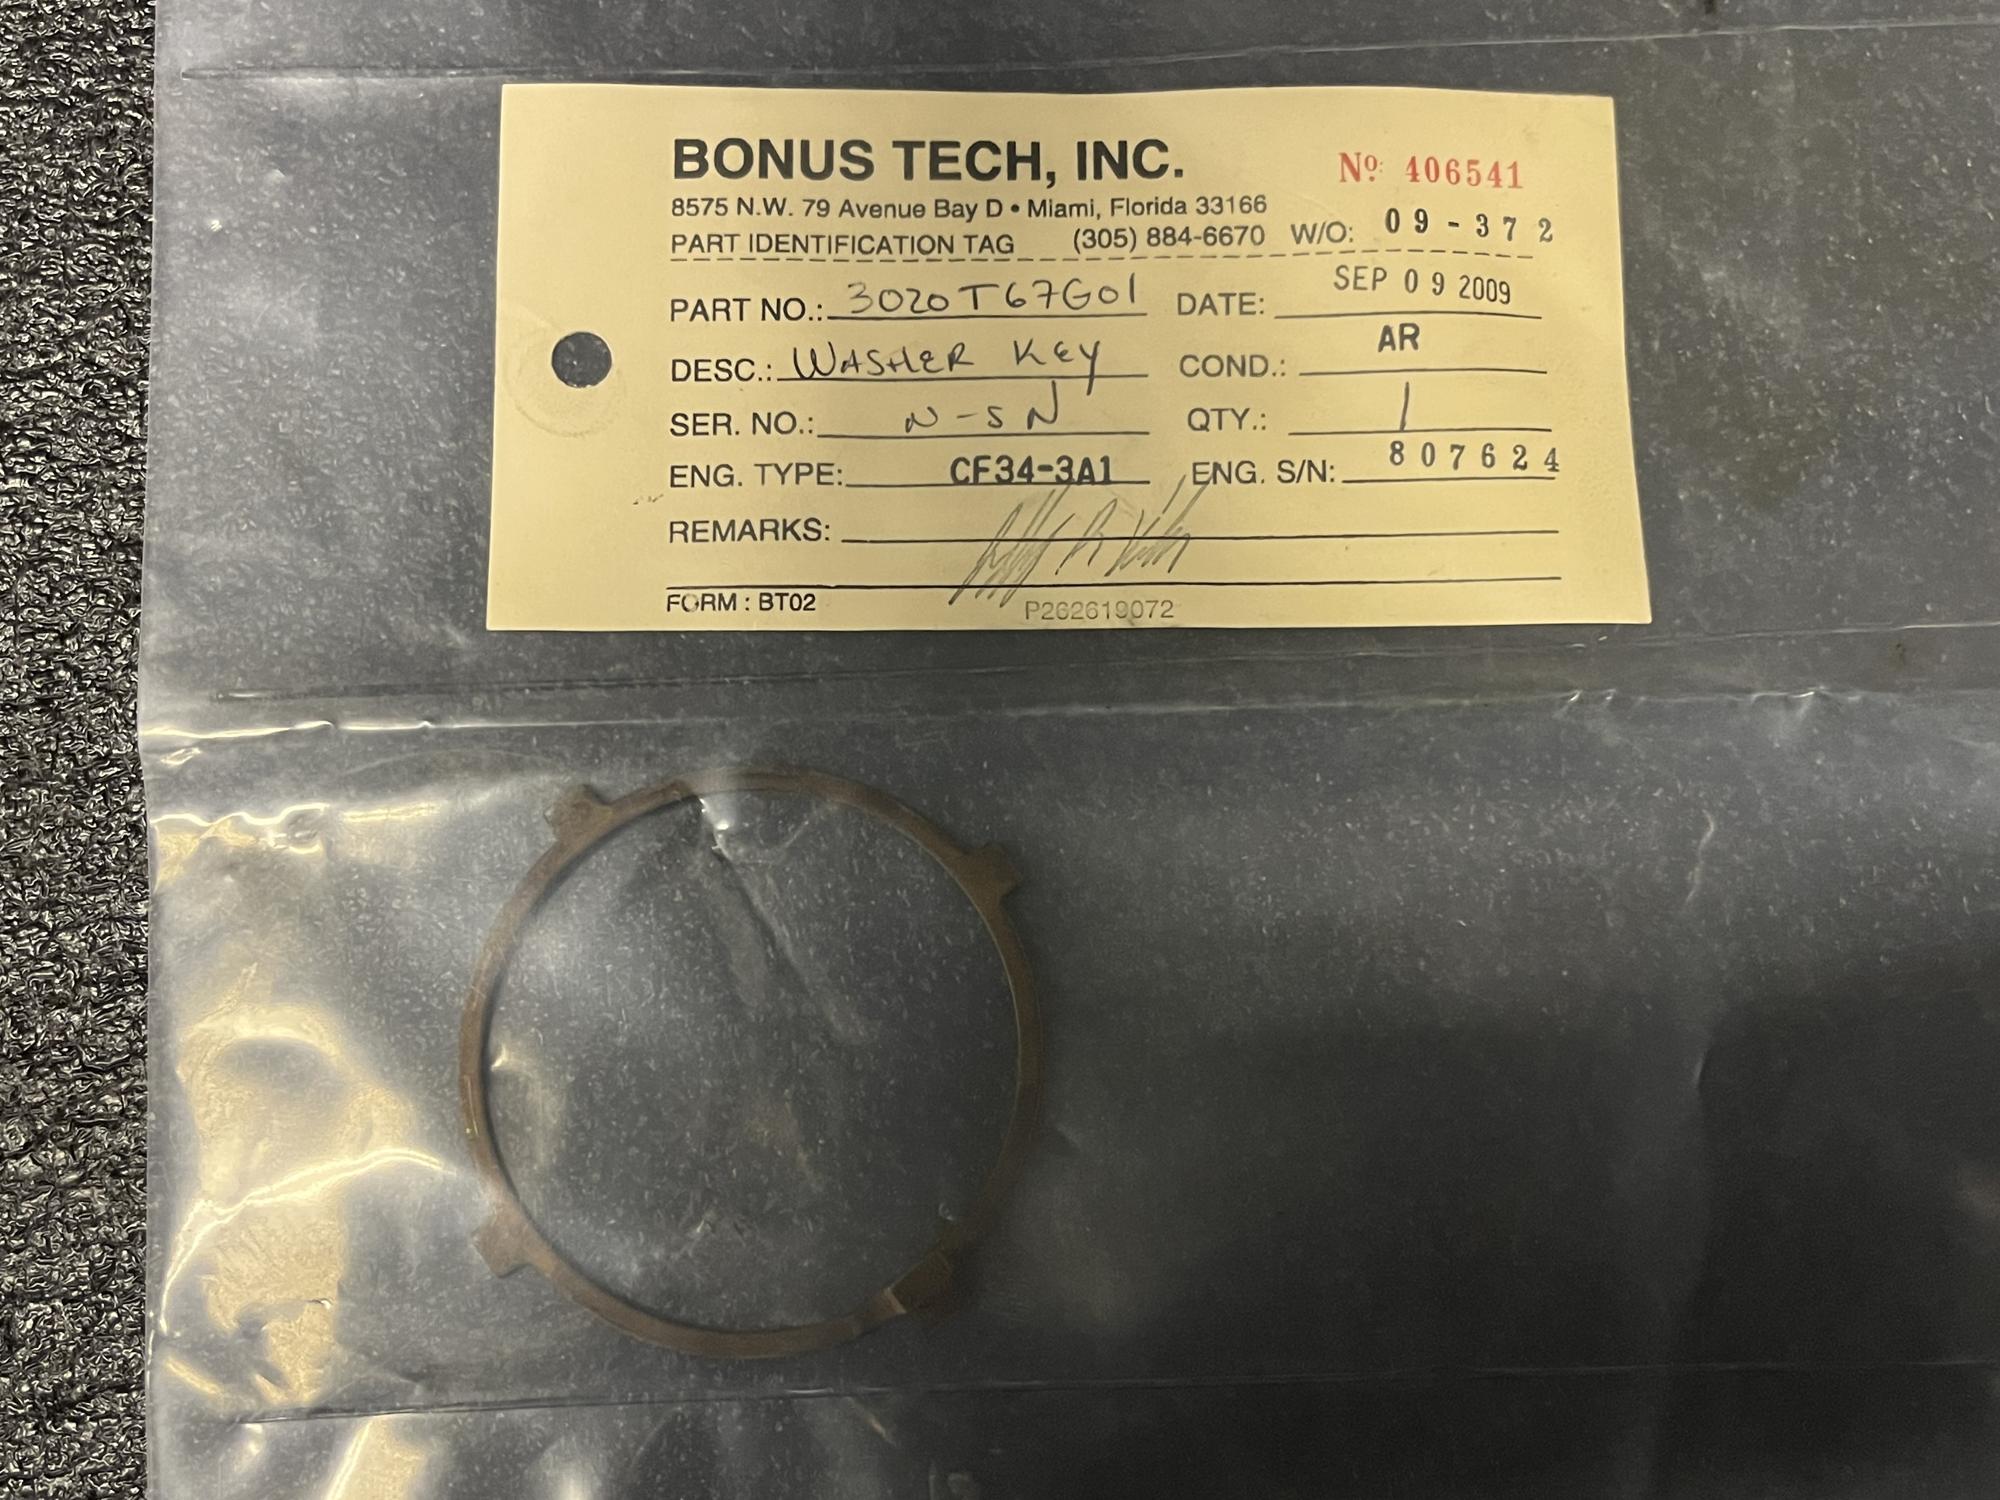 BONUS TECH, INC.
Nº: 406541
8575 N.W. 79 Avenue Bay D • Miami, Florida 33166
PART IDENTIFICATION TAG (305) 884-6670 W/O: 09-372
PART NO.: 3020T67G01 DATE: SEP 09 2009
DESC.: WASHER KEY COND.: AR
SER. NO.: N-SN QTY.: 1
ENG. TYPE: CF34-3A1 ENG. S/N: 807624
REMARKS:
FORM : BT02 P262619072